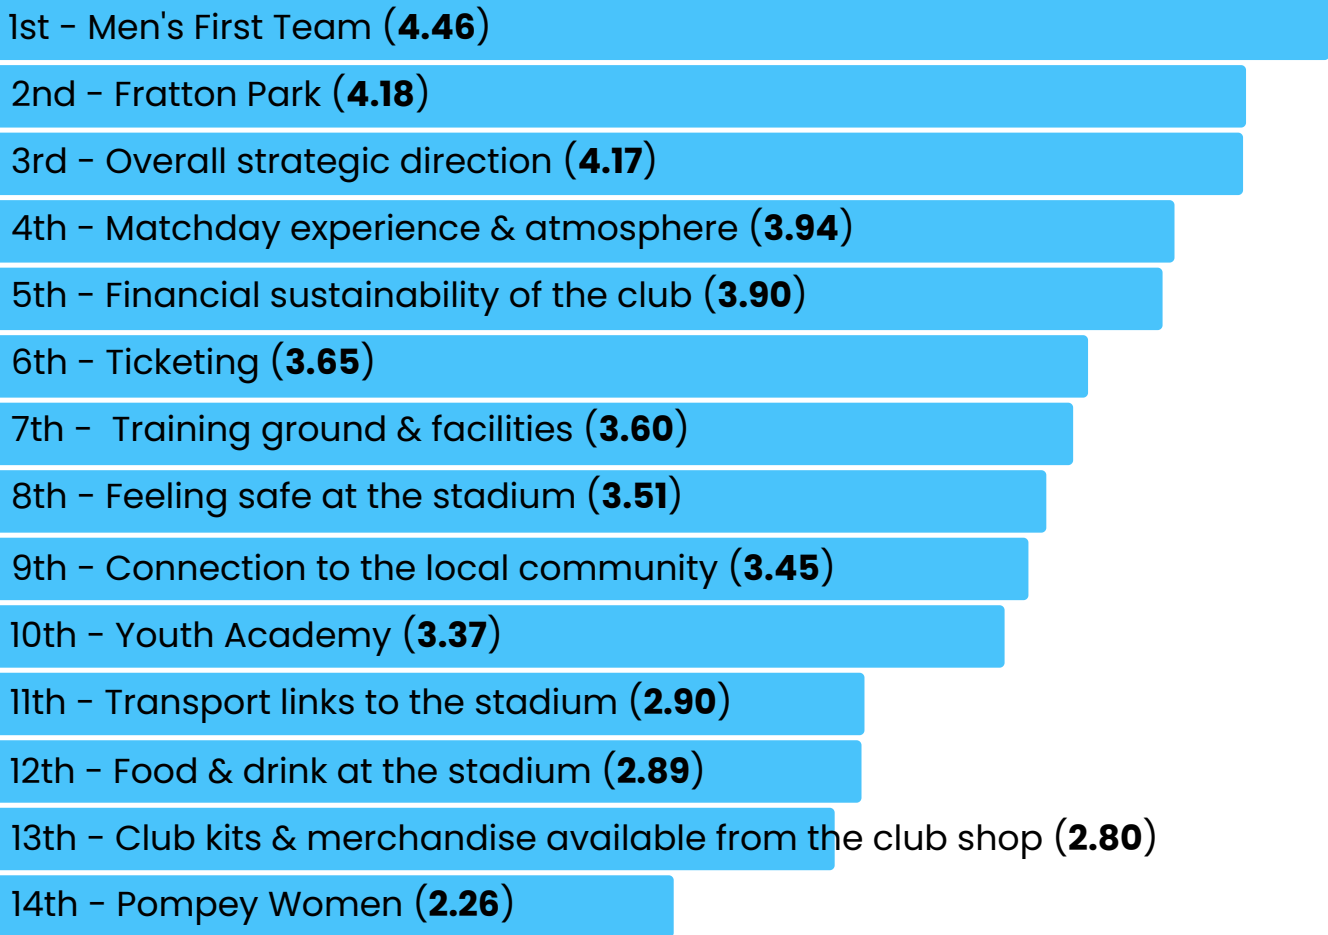 1st - Men's First Team (4.46)
2nd - Fratton Park (4.18)
3rd - Overall strategic direction (4.17)
4th - Matchday experience & atmosphere (3.94)
5th - Financial sustainability of the club (3.90)
6th - Ticketing (3.65)
7th - Training ground & facilities (3.60)
8th - Feeling safe at the stadium (3.51)
9th - Connection to the local community (3.45)
10th - Youth Academy (3.37)
11th - Transport links to the stadium (2.90)
12th - Food & drink at the stadium (2.89)
13th - Club kits & merchandise available from the club shop (2.80)
14th - Pompey Women (2.26)